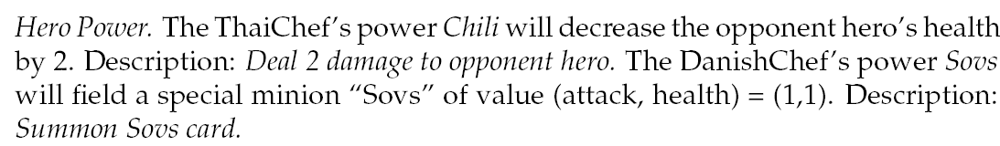 Hero Power. The ThaiChef’s power Chili will decrease the opponent hero’s health
by 2. Description: Deal 2 damage to opponent hero. The DanishChef’s power Sovs
will field a special minion “Sovs” of value (attack, health) = (1,1). Description:
Summon Sovs card.